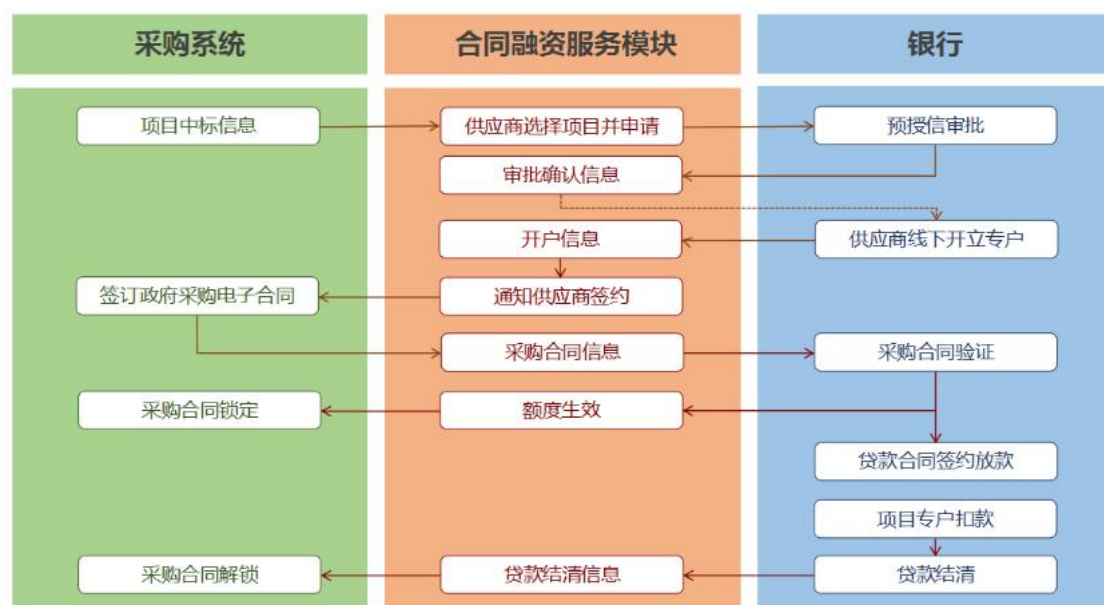 采购系统
合同融资服务模块
银行
项目中标信息
供应商选择项目并申请
预授信审批
审批确认信息
开户信息
供应商线下开立专户
签订政府采购电子合同
通知供应商签约
采购合同信息
采购合同验证
采购合同锁定
额度生效
贷款合同签约放款
项目专户扣款
采购合同解锁
贷款结清信息
贷款结清